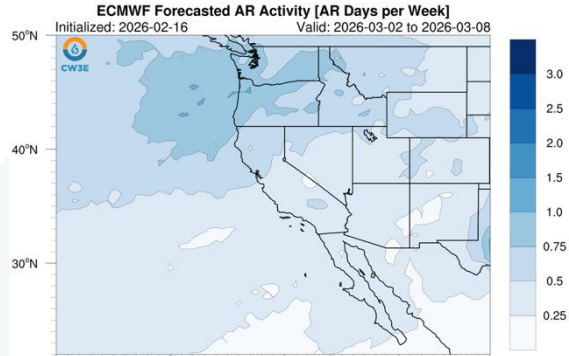 ECMWF Forecasted AR Activity [AR Days per Week]
Initialized: 2026-02-16 Valid: 2026-03-02 to 2026-03-08
50°N
CW3E
40°N
30°N
3.0
2.5
2.0
1.5
1.0
0.75
0.5
0.25